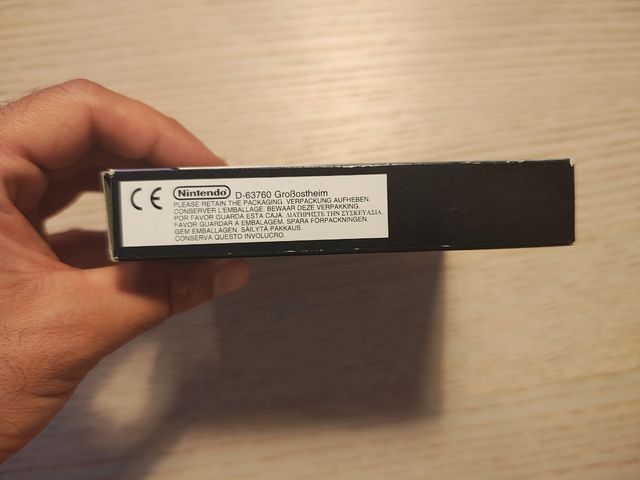 CE Nintendo D-63760 Großostheim
PLEASE RETAIN THE PACKAGING. VERPACKUNG AUFHEBEN.
CONSERVER L'EMBALLAGE. BEWAAR DEZE VERPAKKING.
POR FAVOR GUARDA ESTA CAJA. ΔΙΑΤΗΡΗΣΤΕ ΤΗΝ ΣΥΣΚΕΥΑΣΙΑ.
FAVOR GUARDAR A EMBALAGEM. SPARA FÖRPACKNINGEN.
GEM EMBALLAGEN. SÄILYTÄ PAKKAUS.
CONSERVA QUESTO INVOLUCRO.